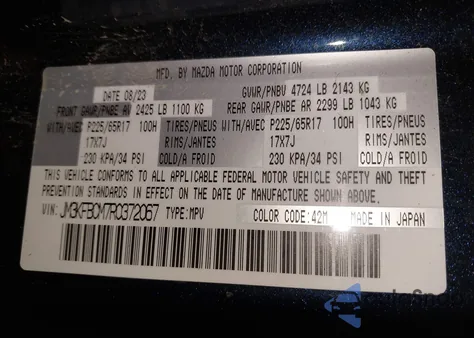 MFD. BY MAZDA MOTOR CORPORATION
DATE 08/23 GVWR/PNBV 4724 LB 2143 KG
FRONT GAWR/PNBE AV 2425 LB 1100 KG REAR GAWR/PNBE AR 2299 LB 1043 KG
WITH/AVEC P225/65R17 100H TIRES/PNEUS WITH/AVEC P225/65R17 100H TIRES/PNEUS
17X7J RIMS/JANTES 17X7J RIMS/JANTES
230 KPA/34 PSI COLD/A FROID 230 KPA/34 PSI COLD/A FROID
THIS VEHICLE CONFORMS TO ALL APPLICABLE FEDERAL MOTOR VEHICLE SAFETY AND THEFT
PREVENTION STANDARDS IN EFFECT ON THE DATE OF MANUFACTURE SHOWN ABOVE.
VIN: JM3KFBCM7R0372067 TYPE: MPV COLOR CODE: 42M MADE IN JAPAN